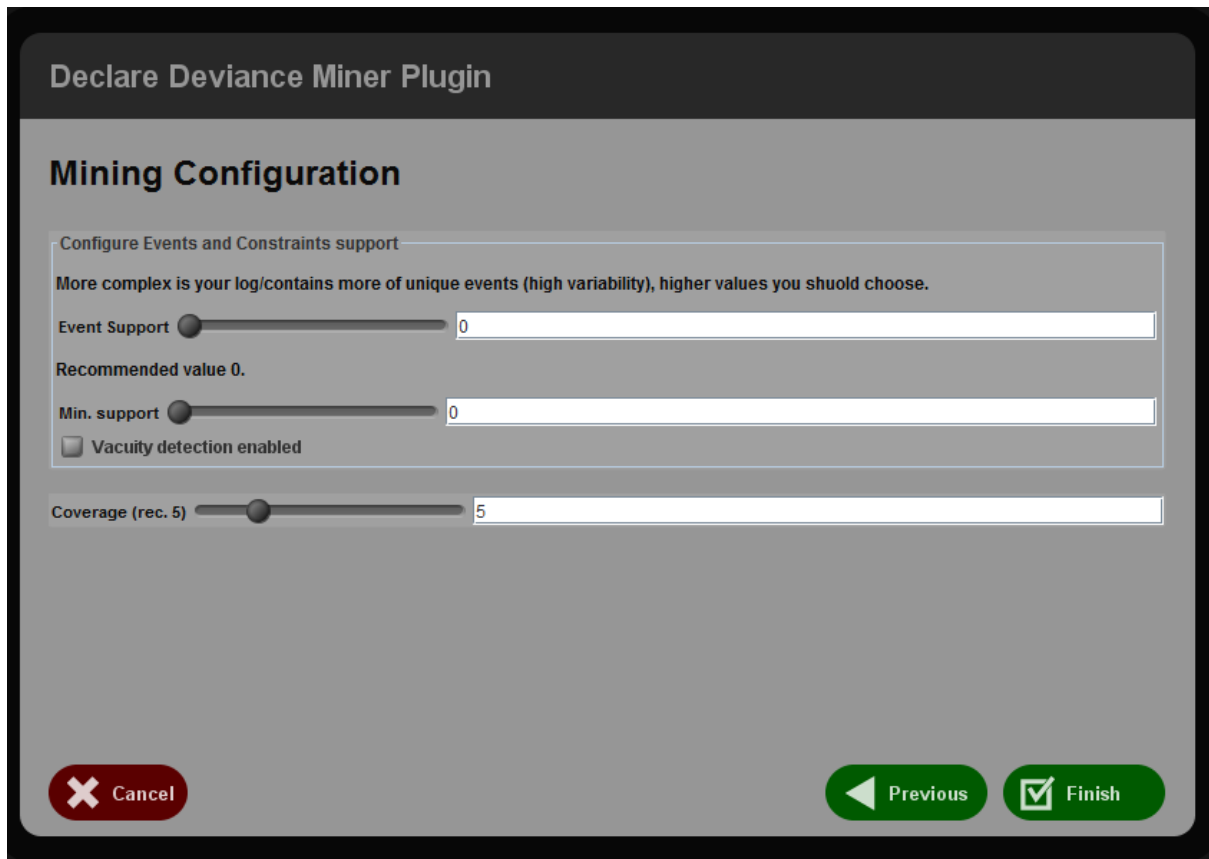 Declare Deviance Miner Plugin
Mining Configuration
Configure Events and Constraints support
More complex is your log/contains more of unique events (high variability), higher values you shuold choose.
Event Support 0
Recommended value 0.
Min. support 0
Vacuity detection enabled
Coverage (rec. 5) 5
Cancel Previous Finish